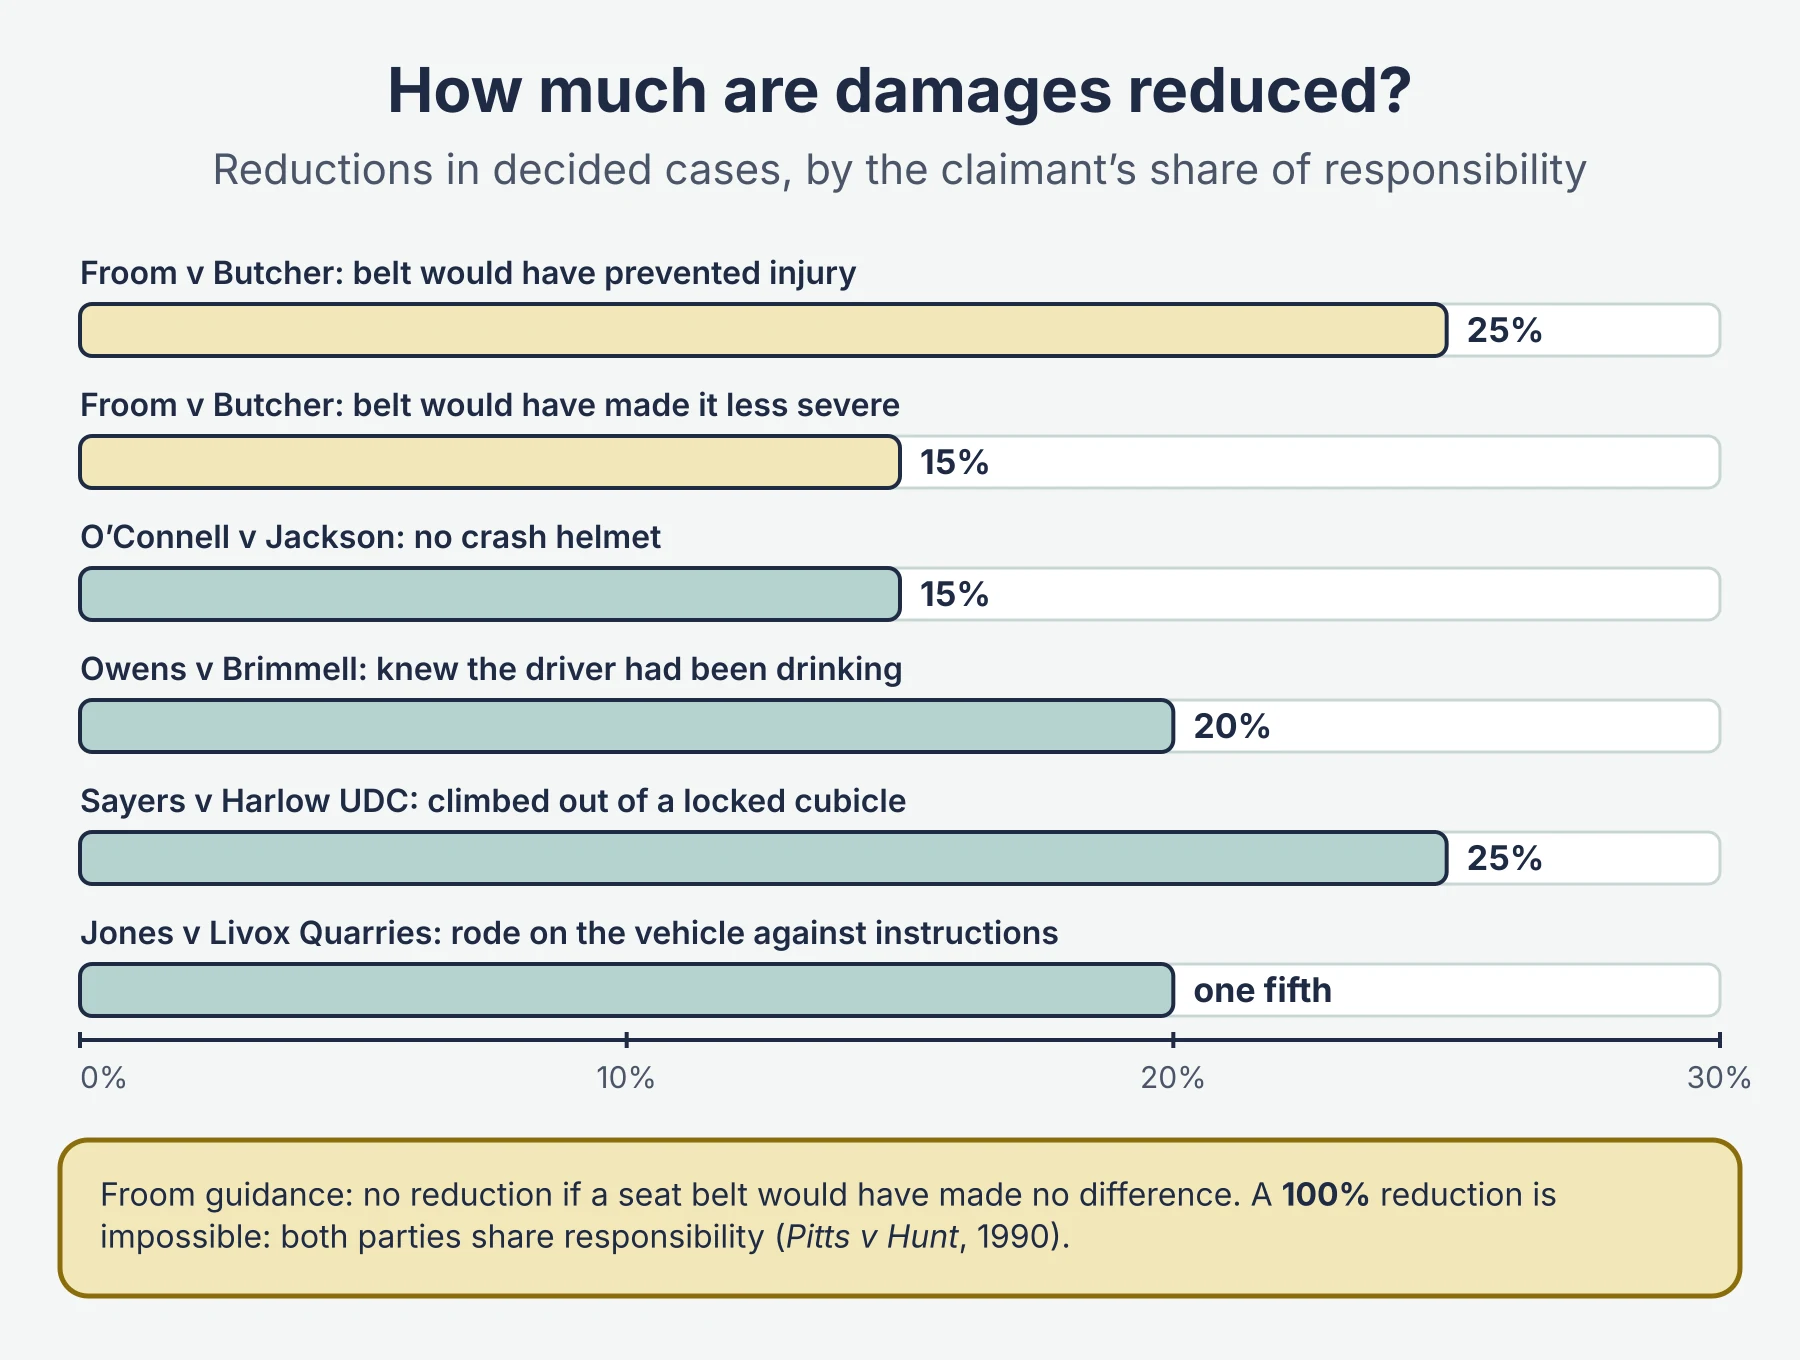 How much are damages reduced?
Reductions in decided cases, by the claimant’s share of responsibility
Froom v Butcher: belt would have prevented injury
25%
Froom v Butcher: belt would have made it less severe
15%
O’Connell v Jackson: no crash helmet
15%
Owens v Brimmell: knew the driver had been drinking
20%
Sayers v Harlow UDC: climbed out of a locked cubicle
25%
Jones v Livox Quarries: rode on the vehicle against instructions
one fifth
0% 10% 20% 30%
Froom guidance: no reduction if a seat belt would have made no difference. A 100% reduction is
impossible: both parties share responsibility (Pitts v Hunt, 1990).